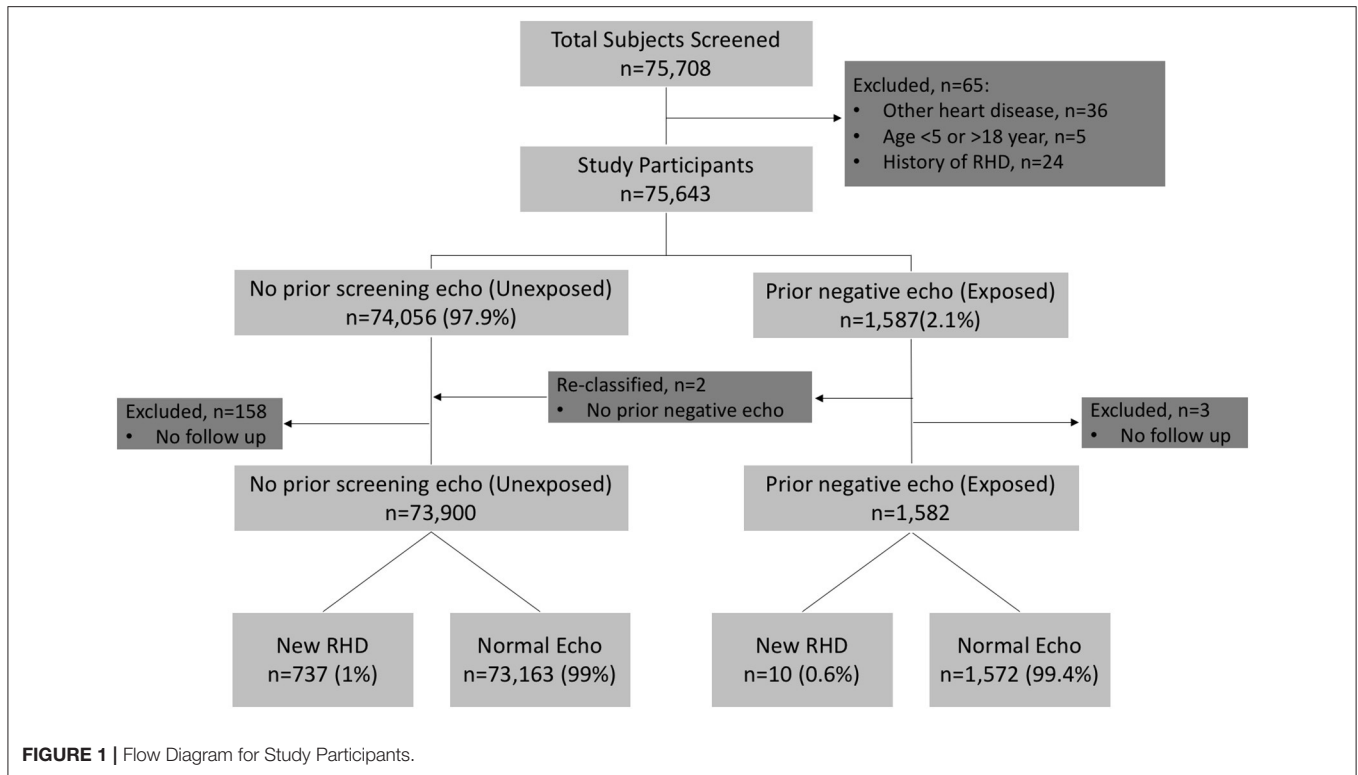 Total Subjects Screened
n=75,708
Excluded, n=65:
• Other heart disease, n=36
• Age <5 or >18 year, n=5
• History of RHD, n=24
Study Participants
n=75,643
No prior screening echo (Unexposed)
n=74,056 (97.9%)
Prior negative echo (Exposed)
n=1,587(2.1%)
Re-classified, n=2
• No prior negative echo
Excluded, n=158
• No follow up
Excluded, n=3
• No follow up
No prior screening echo (Unexposed)
n=73,900
Prior negative echo (Exposed)
n=1,582
New RHD
n=737 (1%)
Normal Echo
n=73,163 (99%)
New RHD
n=10 (0.6%)
Normal Echo
n=1,572 (99.4%)
FIGURE 1 | Flow Diagram for Study Participants.